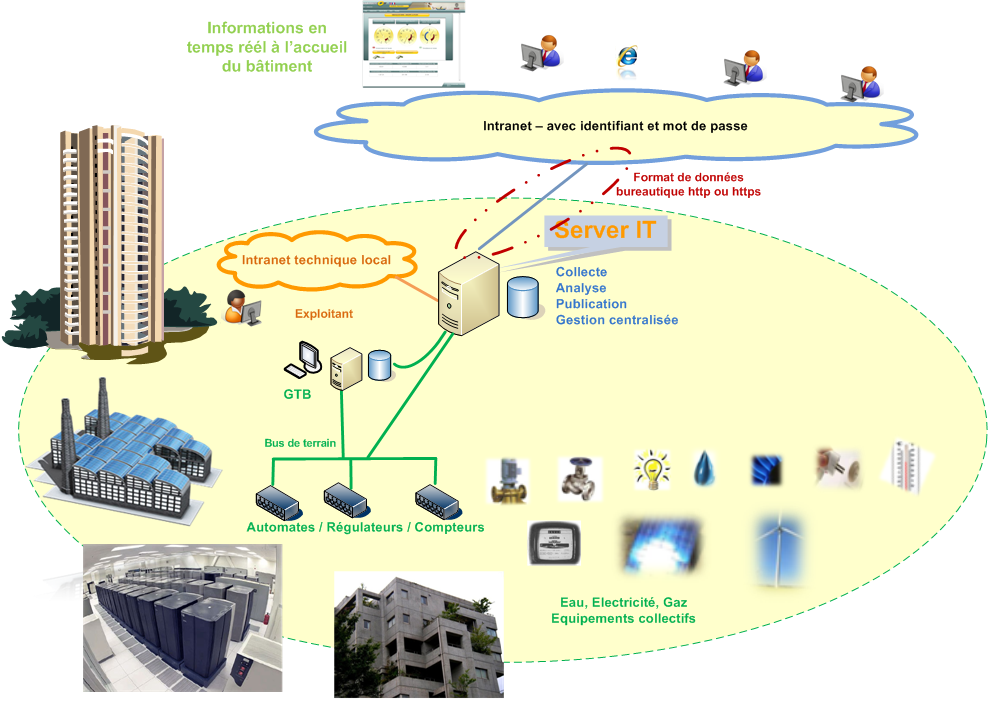 Informations en
temps réél à l'accueil
du bâtiment
Intranet – avec identifiant et mot de passe
Format de données
bureautique http ou https
Server IT
Intranet technique local
Collecte
Analyse
Publication
Gestion centralisée
Exploitant
GTB
Bus de terrain
Automates / Régulateurs / Compteurs
Eau, Electricité, Gaz
Equipements collectifs